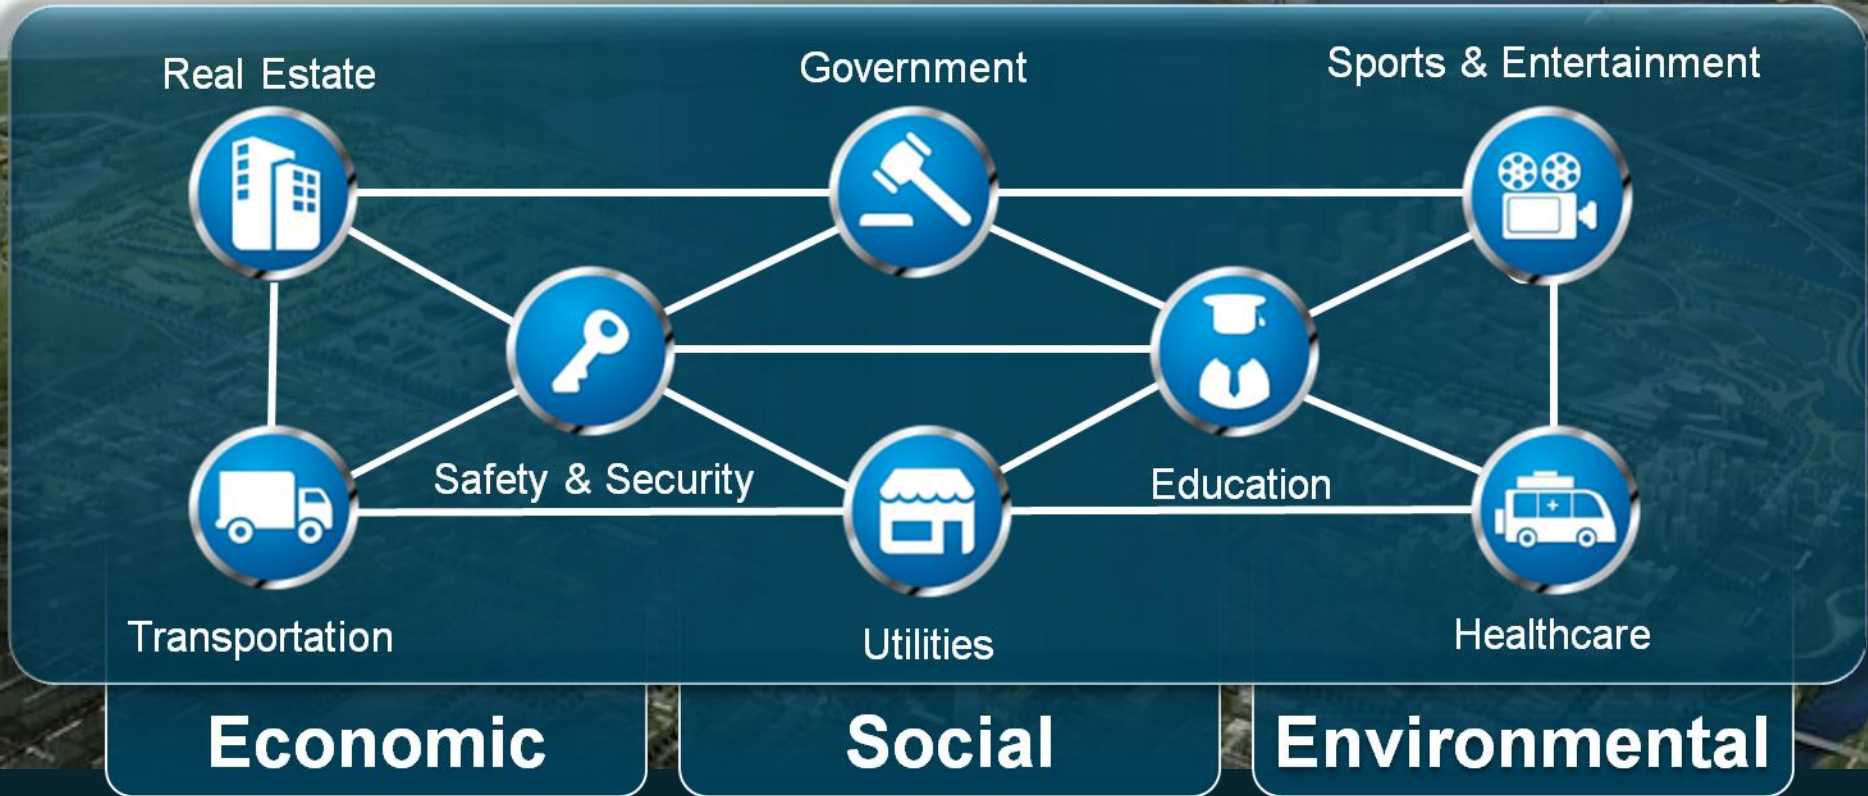 Real Estate
Government
Sports & Entertainment
Safety & Security
Education
Transportation
Utilities
Healthcare
Economic
Social
Environmental